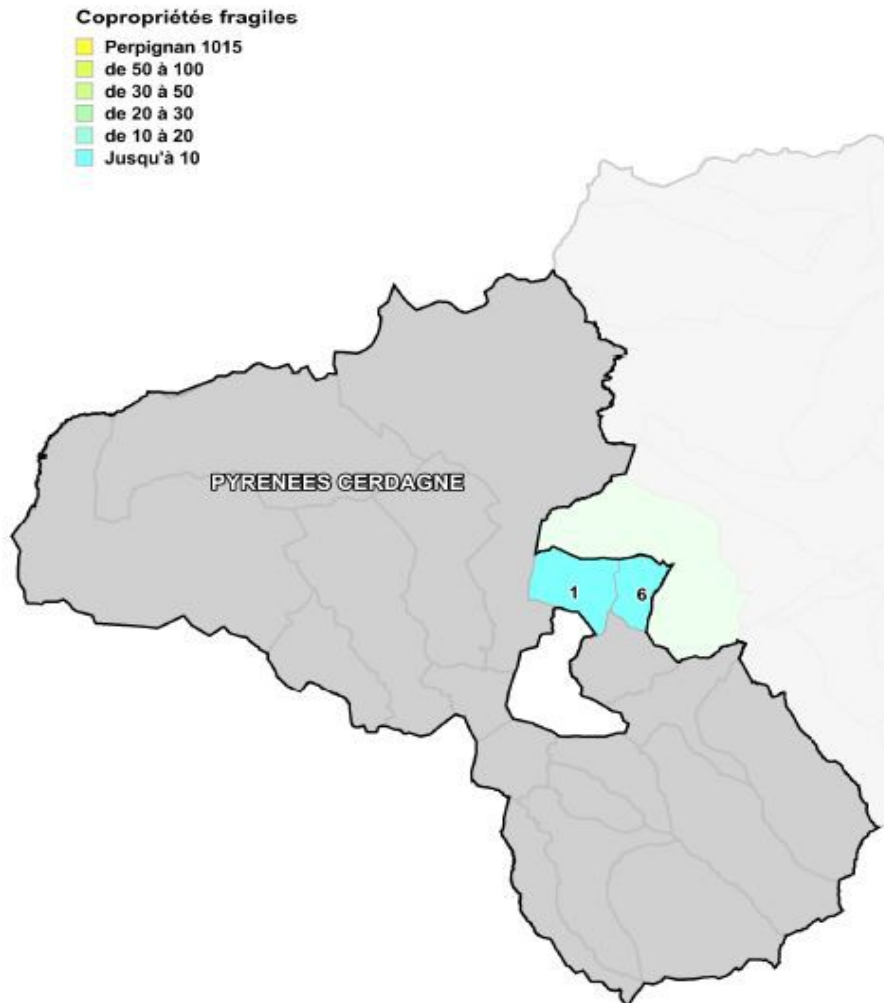 Copropriétés fragiles
Perpignan 1015
de 50 à 100
de 30 à 50
de 20 à 30
de 10 à 20
Jusqu'à 10
PYRENEES CERDAGNE
1
6